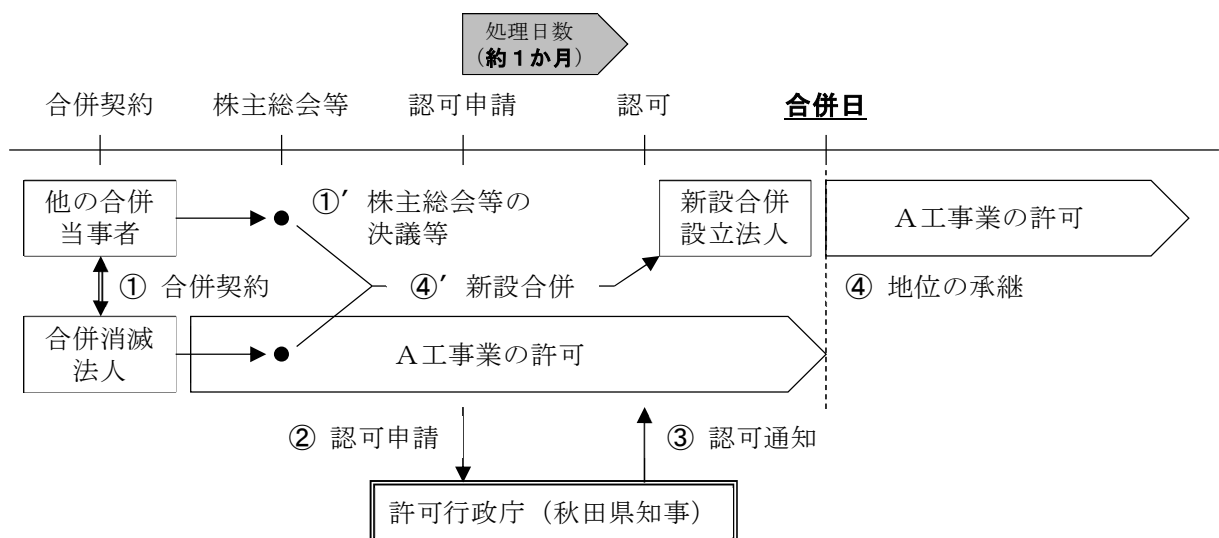 処理日数
(約1か月)
合併契約
株主総会等
認可申請
認可
合併日
他の合併
当事者
①′ 株主総会等の
決議等
新設合併
設立法人
A工事業の許可
① 合併契約
④′ 新設合併
④ 地位の承継
合併消滅
法人
A工事業の許可
② 認可申請
③ 認可通知
許可行政庁(秋田県知事)